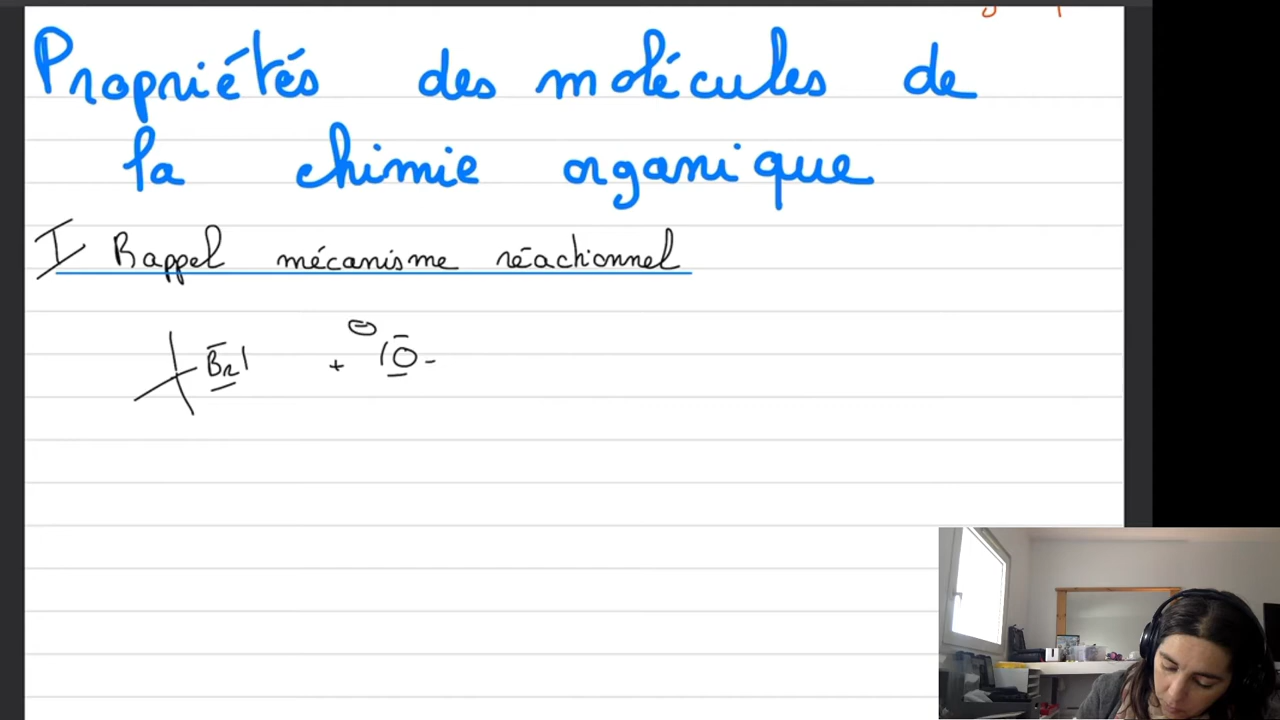 Propriétés des molécules de
la chimie organique
I Rappel mécanisme réactionnel
Br + ⊖ O -